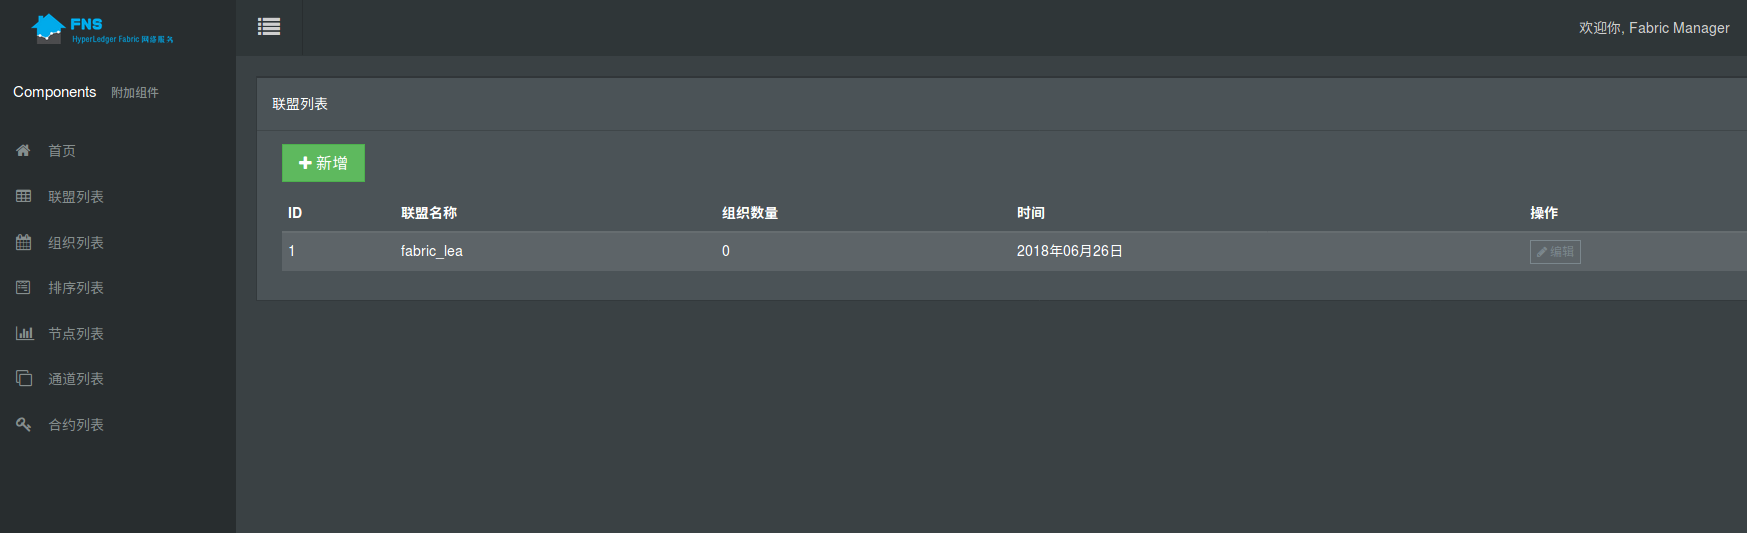 FNS
HyperLedger Fabric 网络服务
欢迎你, Fabric Manager
Components 附加组件
首页
联盟列表
组织列表
排序列表
节点列表
通道列表
合约列表
联盟列表
新增
ID 联盟名称 组织数量 时间 操作
1 fabric_lea 0 2018年06月26日 编辑